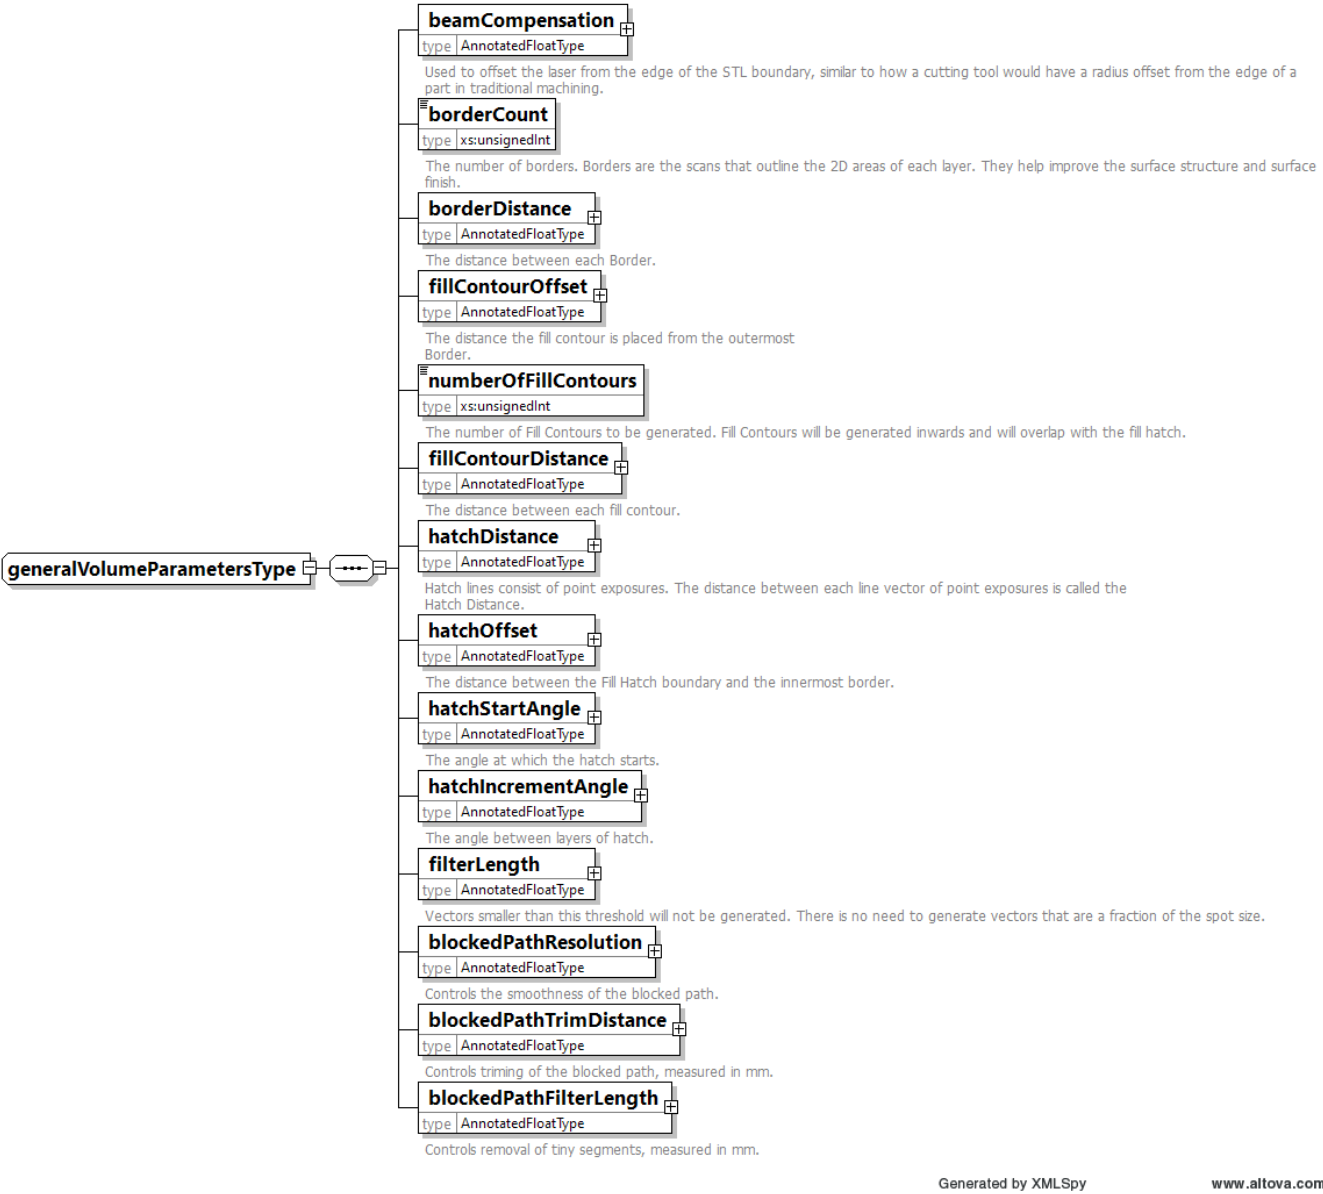 beamCompensation
type AnnotatedFloatType
Used to offset the laser from the edge of the STL boundary, similar to how a cutting tool would have a radius offset from the edge of a
part in traditional machining.
borderCount
type xs:unsignedInt
The number of borders. Borders are the scans that outline the 2D areas of each layer. They help improve the surface structure and surface
finish.
borderDistance
type AnnotatedFloatType
The distance between each Border.
fillContourOffset
type AnnotatedFloatType
The distance the fill contour is placed from the outermost
Border.
numberOfFillContours
type xs:unsignedInt
The number of Fill Contours to be generated. Fill Contours will be generated inwards and will overlap with the fill hatch.
fillContourDistance
type AnnotatedFloatType
The distance between each fill contour.
hatchDistance
type AnnotatedFloatType
generalVolumeParametersType
Hatch lines consist of point exposures. The distance between each line vector of point exposures is called the
Hatch Distance.
hatchOffset
type AnnotatedFloatType
The distance between the Fill Hatch boundary and the innermost border.
hatchStartAngle
type AnnotatedFloatType
The angle at which the hatch starts.
hatchIncrementAngle
type AnnotatedFloatType
The angle between layers of hatch.
filterLength
type AnnotatedFloatType
Vectors smaller than this threshold will not be generated. There is no need to generate vectors that are a fraction of the spot size.
blockedPathResolution
type AnnotatedFloatType
Controls the smoothness of the blocked path.
blockedPathTrimDistance
type AnnotatedFloatType
Controls triming of the blocked path, measured in mm.
blockedPathFilterLength
type AnnotatedFloatType
Controls removal of tiny segments, measured in mm.
Generated by XMLSpy www.altova.com